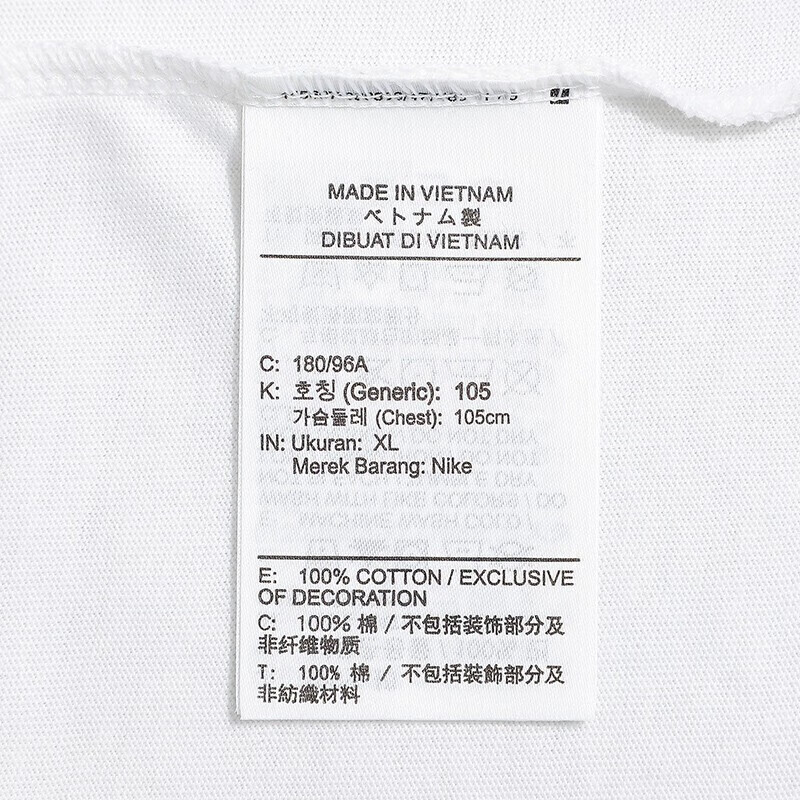 MADE IN VIETNAM
ベトナム製
DIBUAT DI VIETNAM
C: 180/96A
K: 호칭 (Generic): 105
가슴둘레 (Chest): 105cm
IN: Ukuran: XL
Merek Barang: Nike
E: 100% COTTON / EXCLUSIVE
OF DECORATION
C: 100% 棉 / 不包括装饰部分及
非纤维物质
T: 100% 棉 / 不包括裝飾部分及
非紡織材料